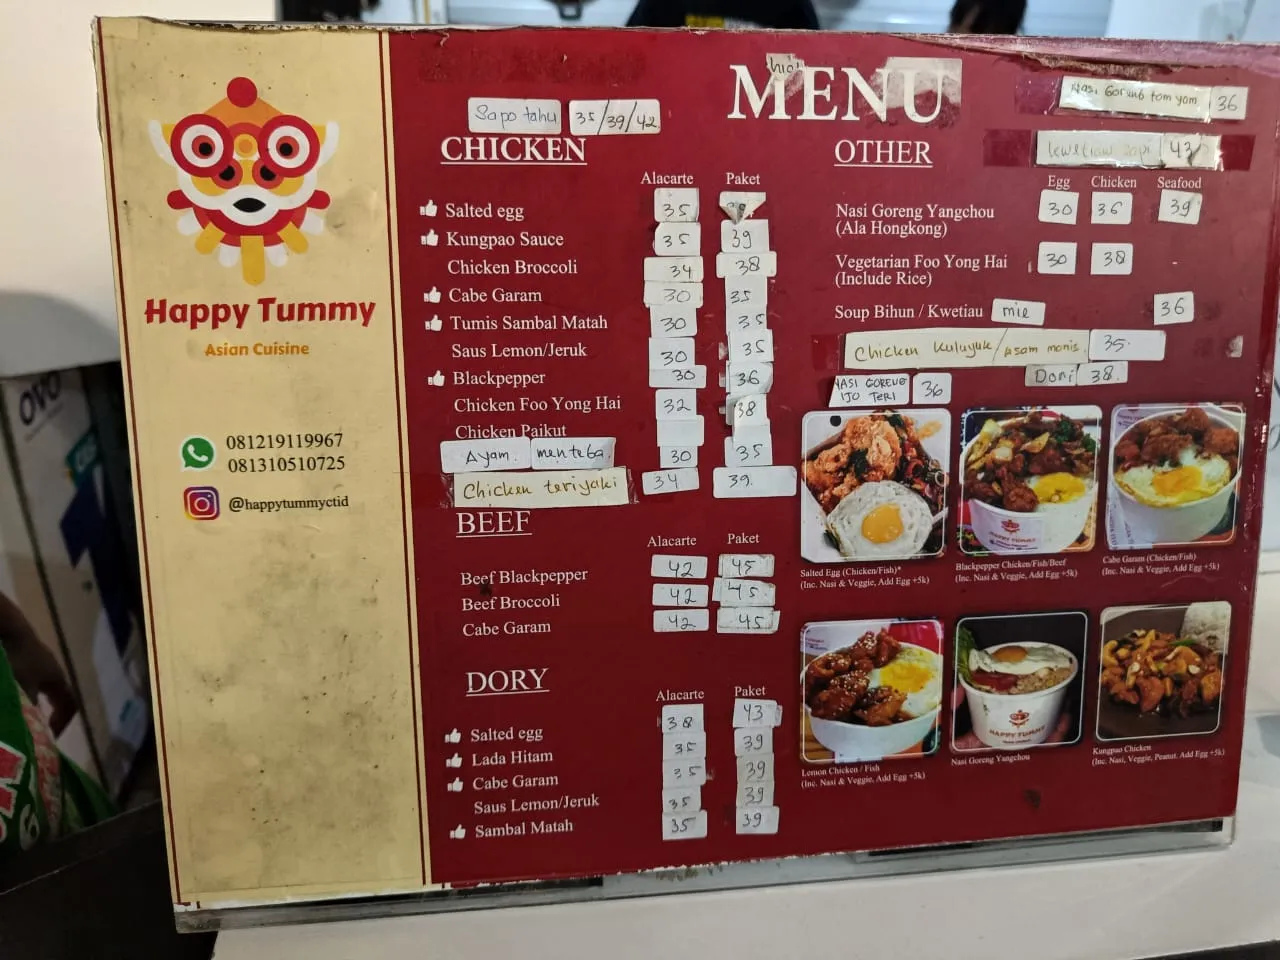 Happy Tummy
Asian Cuisine
081219119967
081310510725
@happytummyctid
OVO
MENU
Sapo tahu 35/39/42
CHICKEN
Alacarte Paket
Salted egg 35
Kungpao Sauce 35 39
Chicken Broccoli 34 38
Cabe Garam 30 35
Tumis Sambal Matah 30 35
Saus Lemon/Jeruk 30 35
Blackpepper 30 36
Chicken Foo Yong Hai 32 38
Chicken Paikut
Ayam. mentega. 30 35
Chicken teriyaki 34 39.
BEEF
Alacarte Paket
Beef Blackpepper 42 45
Beef Broccoli 42 45
Cabe Garam 42 45
DORY
Alacarte Paket
Salted egg 38 43
Lada Hitam 35 39
Cabe Garam 35 39
Saus Lemon/Jeruk 35 39
Sambal Matah 35 39
Nasi Goreng tom yam 36
kwetiaw sapi 43
OTHER
Egg Chicken Seafood
Nasi Goreng Yangchou 30 36 39
(Ala Hongkong)
Vegetarian Foo Yong Hai 30 38
(Include Rice)
Soup Bihun / Kwetiau mie 36
Chicken kuluyuk/Asam manis. 35.
Dori 38.
NASI GORENG
IJO TERI 36
Salted Egg (Chicken/Fish)*
(Inc. Nasi & Veggie, Add Egg +5k)
Blackpepper Chicken/Fish/Beef
(Inc. Nasi & Veggie, Add Egg +5k)
Cabe Garam (Chicken/Fish)
(Inc. Nasi & Veggie, Add Egg +5k)
HAPPY TUMMY
Lemon Chicken / Fish
(Inc. Nasi & Veggie, Add Egg +5k)
Nasi Goreng Yangchou
Kungpao Chicken
(Inc. Nasi, Veggie, Peanut. Add Egg +5k)